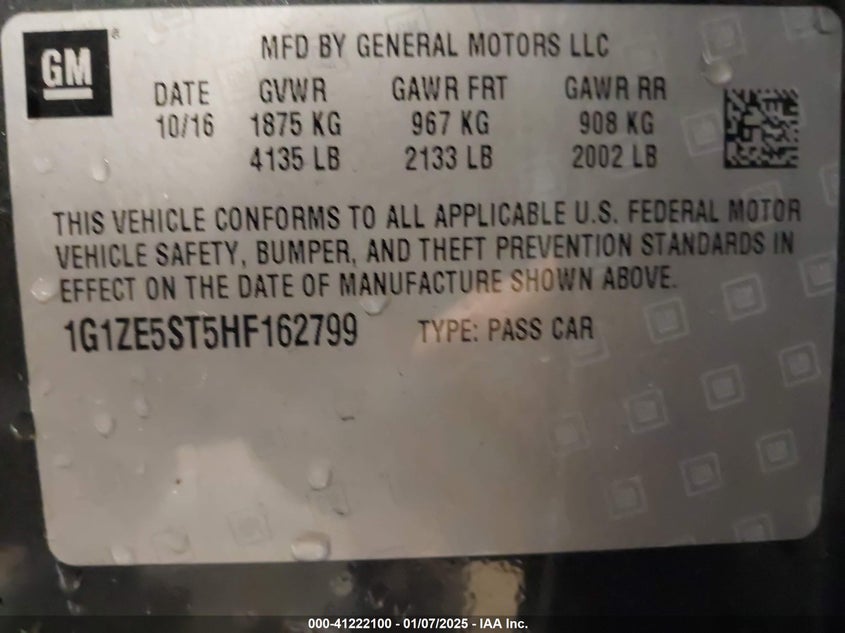 GM®
MFD BY GENERAL MOTORS LLC
DATE GVWR GAWR FRT GAWR RR
10/16 1875 KG 967 KG 908 KG
4135 LB 2133 LB 2002 LB
THIS VEHICLE CONFORMS TO ALL APPLICABLE U.S. FEDERAL MOTOR
VEHICLE SAFETY, BUMPER, AND THEFT PREVENTION STANDARDS IN
EFFECT ON THE DATE OF MANUFACTURE SHOWN ABOVE.
1G1ZE5ST5HF162799 TYPE: PASS CAR
000-41222100 - 01/07/2025 - IAA Inc.